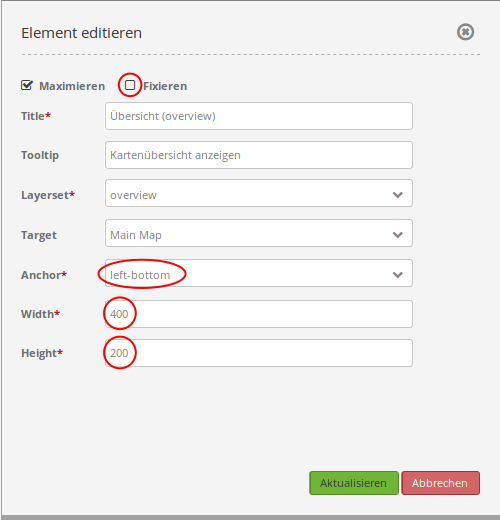 Element editieren
Maximieren Fixieren
Title* Übersicht (overview)
Tooltip Kartenübersicht anzeigen
Layerset* overview
Target Main Map
Anchor* left-bottom
Width* 400
Height* 200
Aktualisieren Abbrechen